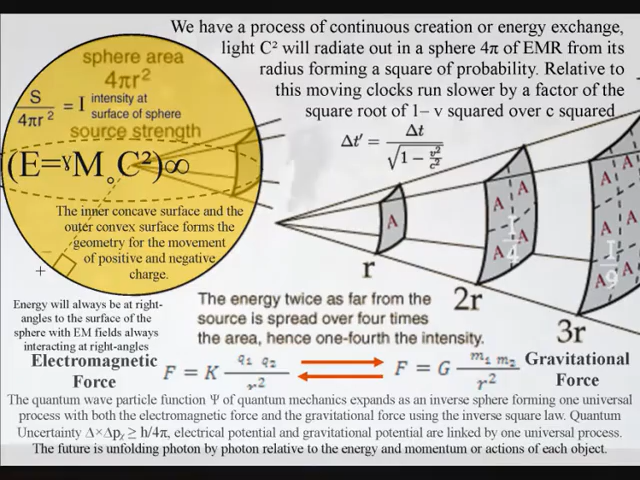 We have a process of continuous creation or energy exchange,
light C² will radiate out in a sphere 4π of EMR from its
radius forming a square of probability. Relative to
this moving clocks run slower by a factor of the
square root of 1– v squared over c squared
Δt' = Δt / √(1 − v²/c²)
sphere area
4πr²
S / 4πr² = I intensity at
surface of sphere
source strength
(E=γM˳C²)∞
The inner concave surface and the
outer convex surface forms the
geometry for the movement
of positive and negative
charge.
+
A
A A
A A
1/4
A A
A A
1/9
r
2r
3r
Energy will always be at right-
angles to the surface of the
sphere with EM fields always
interacting at right-angles
The energy twice as far from the
source is spread over four times
the area, hence one-fourth the intensity.
Electromagnetic
Force
F = K q₁ q₂ / r²
F = G m₁ m₂ / r²
Gravitational
Force
The quantum wave particle function Ψ of quantum mechanics expands as an inverse sphere forming one universal
process with both the electromagnetic force and the gravitational force using the inverse square law. Quantum
Uncertainty Δ×Δpᵪ ≥ h/4π, electrical potential and gravitational potential are linked by one universal process.
The future is unfolding photon by photon relative to the energy and momentum or actions of each object.